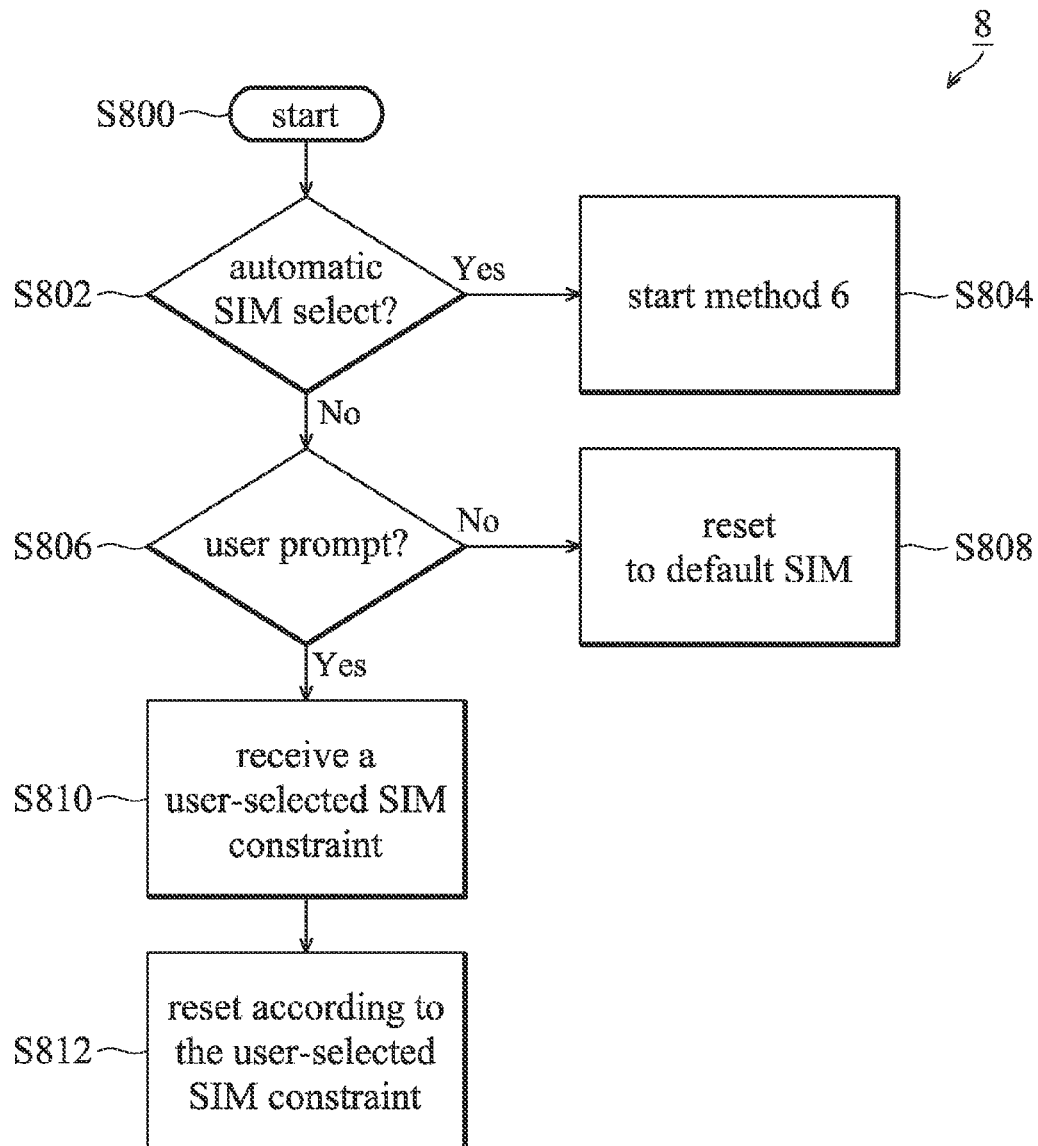 8
S800
start
S802
automatic
SIM select?
Yes
start method 6
S804
No
S806
user prompt?
No
reset
to default SIM
S808
Yes
S810
receive a
user-selected SIM
constraint
S812
reset according to
the user-selected
SIM constraint